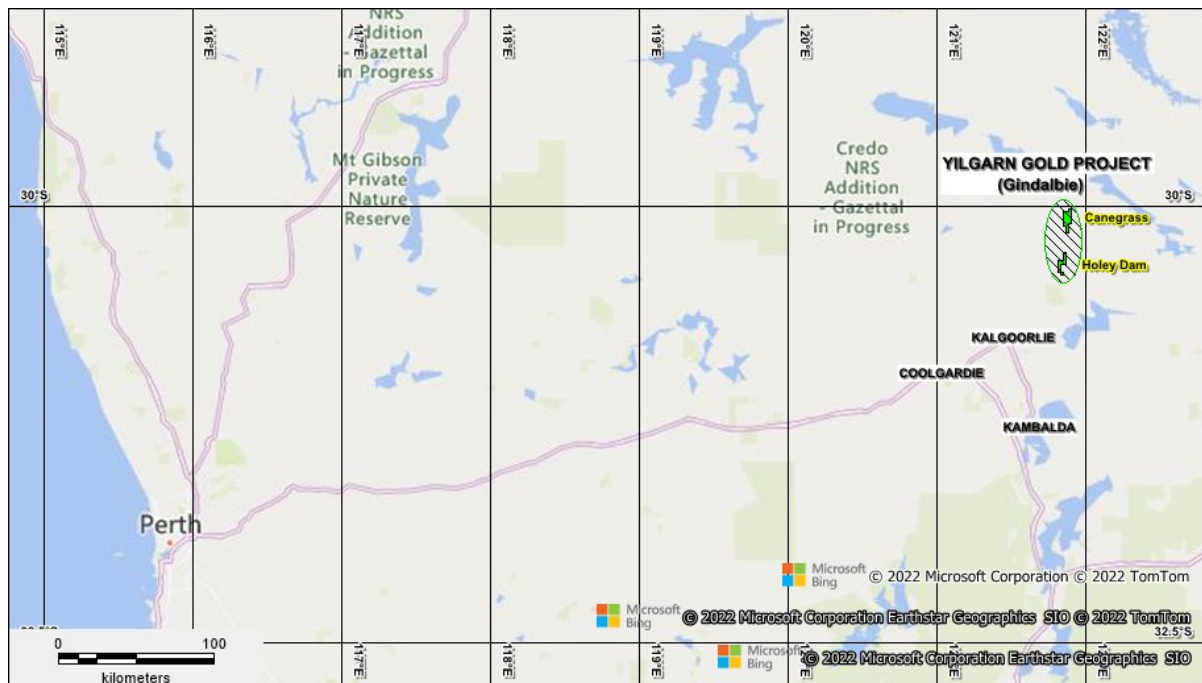 115°E
116°E
117°E
118°E
119°E
120°E
121°E
122°E
NRS
Addition
- Gazettal
in Progress
Mt Gibson
Private
Nature
Reserve
Credo
NRS
Addition
- Gazettal
in Progress
YILGARN GOLD PROJECT
(Gindalbie)
30°S
30°S
Canegrass
Holey Dam
KALGOORLIE
COOLGARDIE
KAMBALDA
Perth
Microsoft
Bing
© 2022 Microsoft Corporation © 2022 TomTom
Microsoft
Bing
© 2022 Microsoft Corporation Earthstar Geographics SIO © 2022 TomTom
32.5°S
0
100
kilometers
117°E
118°E
119°E
Microsoft
Bing
120°E
© 2022 Microsoft Corporation Earthstar Geographics SIO
121°E
122°E